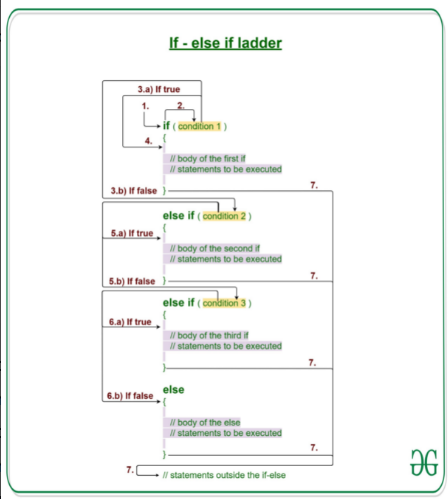 If - else if ladder
3.a) If true
1. 2.
if ( condition 1 )
{
4.
// body of the first if
// statements to be executed
3.b) If false } 7.
else if ( condition 2 )
{
5.a) If true
// body of the second if
// statements to be executed
5.b) If false } 7.
else if ( condition 3 )
{
6.a) If true
// body of the third if
// statements to be executed
} 7.
else
6.b) If false {
// body of the else
// statements to be executed
} 7.
7. // statements outside the if-else